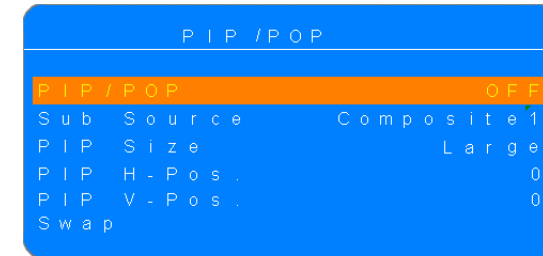 PIP /POP
PIP/POP OFF
Sub Source Composite1
PIP Size Large
PIP H-Pos. 0
PIP V-Pos. 0
Swap